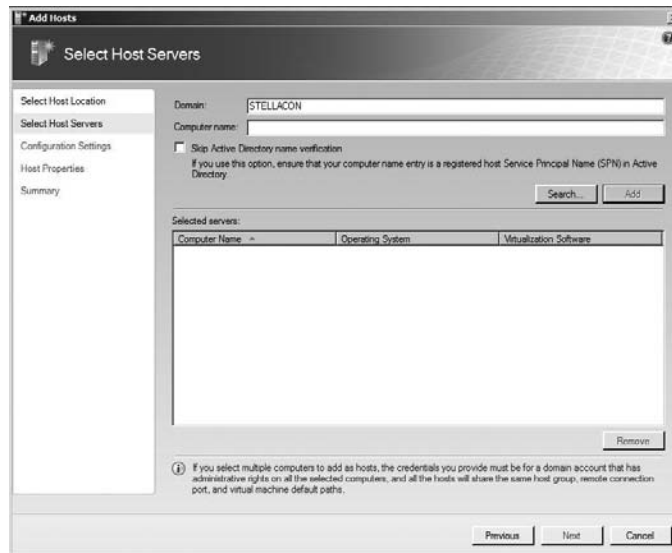 Add Hosts
Select Host Servers
Select Host Location
Select Host Servers
Configuration Settings
Host Properties
Summary
Domain: STELLACON
Computer name:
Skip Active Directory name verification
If you use this option, ensure that your computer name entry is a registered host Service Principal Name (SPN) in Active
Directory.
Search... Add
Selected servers:
Computer Name Operating System Virtualization Software
Remove
If you select multiple computers to add as hosts, the credentials you provide must be for a domain account that has
administrative rights on all the selected computers, and all the hosts will share the same host group, remote connection
port, and virtual machine default paths.
Previous Next Cancel